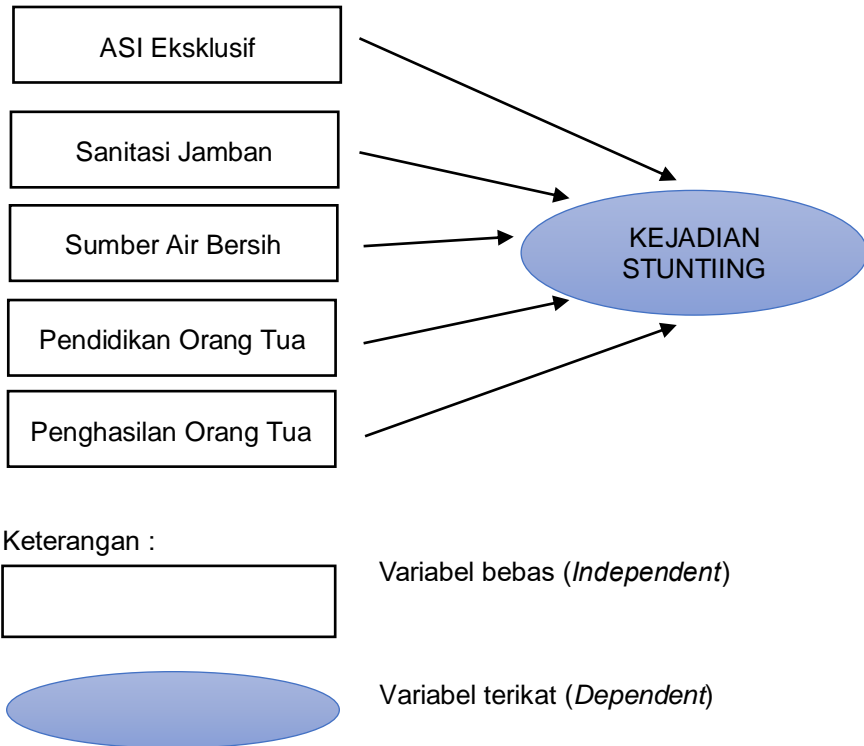 ASI Eksklusif
Sanitasi Jamban
Sumber Air Bersih
Pendidikan Orang Tua
Penghasilan Orang Tua
KEJADIAN
STUNTIING
Keterangan :
Variabel bebas (Independent)
Variabel terikat (Dependent)